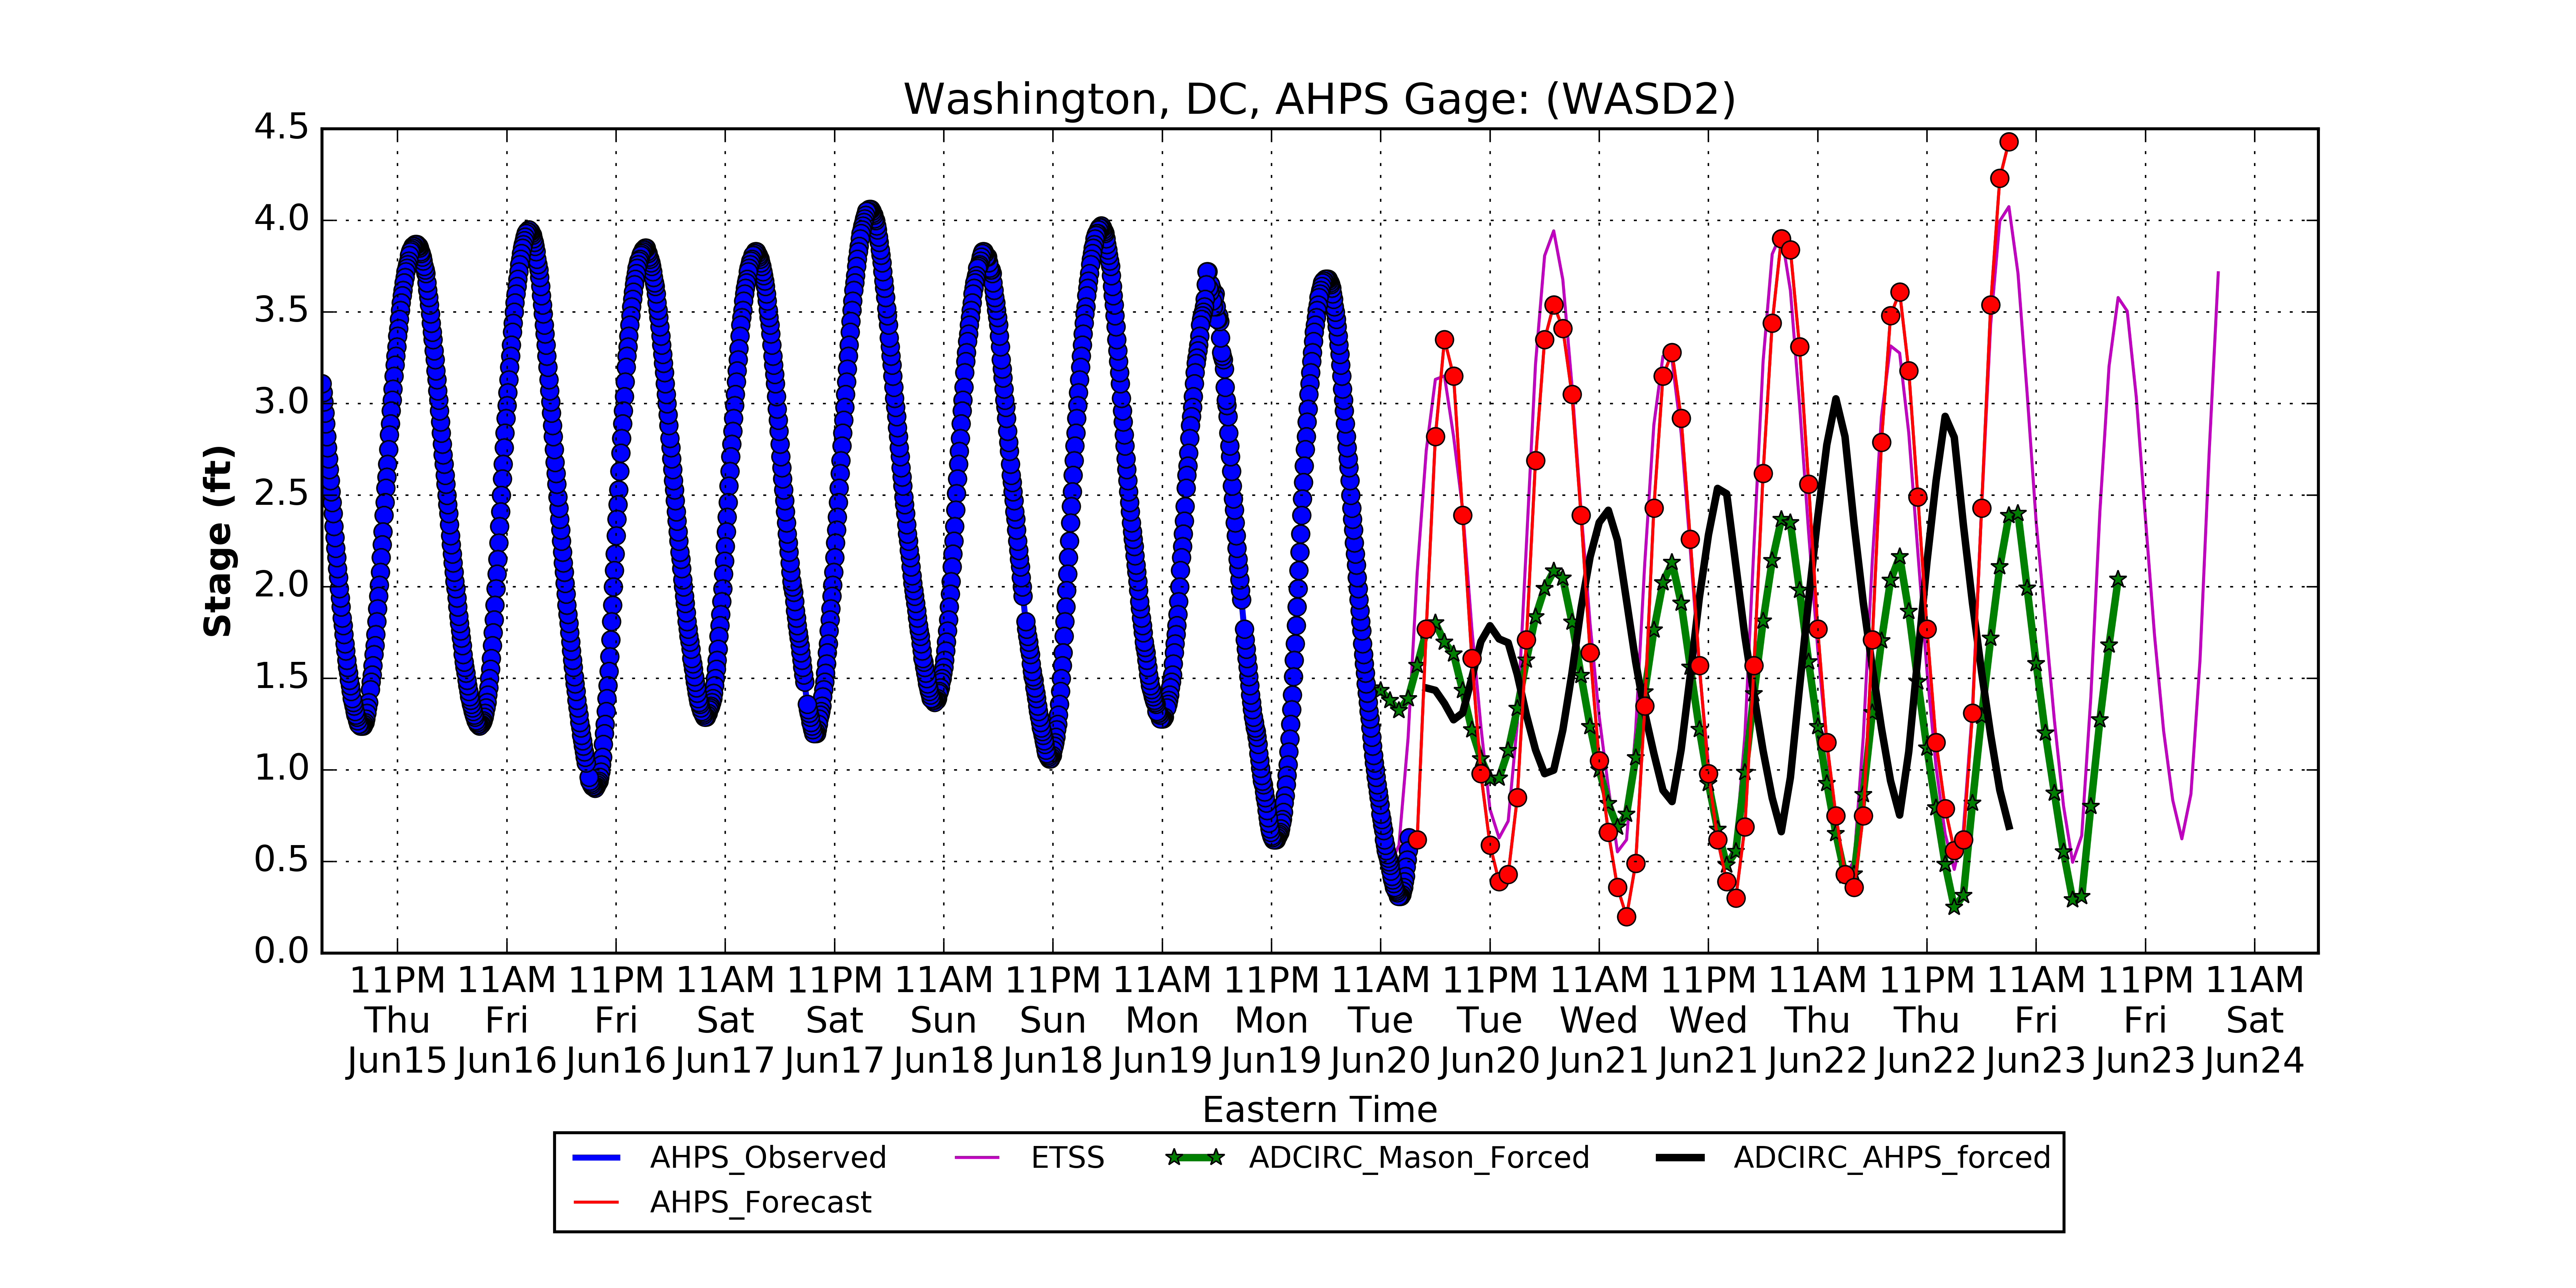 Washington, DC, AHPS Gage: (WASD2)
4.5
4.0
3.5
3.0
2.5
2.0
1.5
1.0
0.5
0.0
Stage (ft)
11PM 11AM 11PM 11AM 11PM 11AM 11PM 11AM 11PM 11AM 11PM 11AM 11PM 11AM 11PM 11AM 11PM 11AM
Thu Fri Fri Sat Sat Sun Sun Mon Mon Tue Tue Wed Wed Thu Thu Fri Fri Sat
Jun15 Jun16 Jun16 Jun17 Jun17 Jun18 Jun18 Jun19 Jun19 Jun20 Jun20 Jun21 Jun21 Jun22 Jun22 Jun23 Jun23 Jun24
Eastern Time
AHPS_Observed ETSS ADCIRC_Mason_Forced ADCIRC_AHPS_forced
AHPS_Forecast